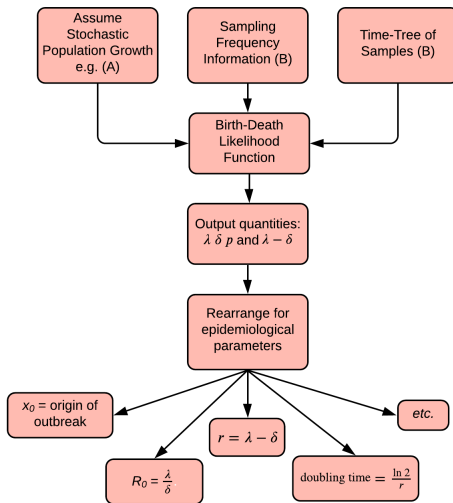 Assume
Stochastic
Population Growth
e.g. (A)
Sampling
Frequency
Information (B)
Time-Tree of
Samples (B)
Birth-Death
Likelihood
Function
Output quantities:
λ δ p and λ − δ
Rearrange for
epidemiological
parameters
x₀ = origin of
outbreak
R₀ = λ/δ
r = λ − δ
doubling time = ln 2/r
etc.